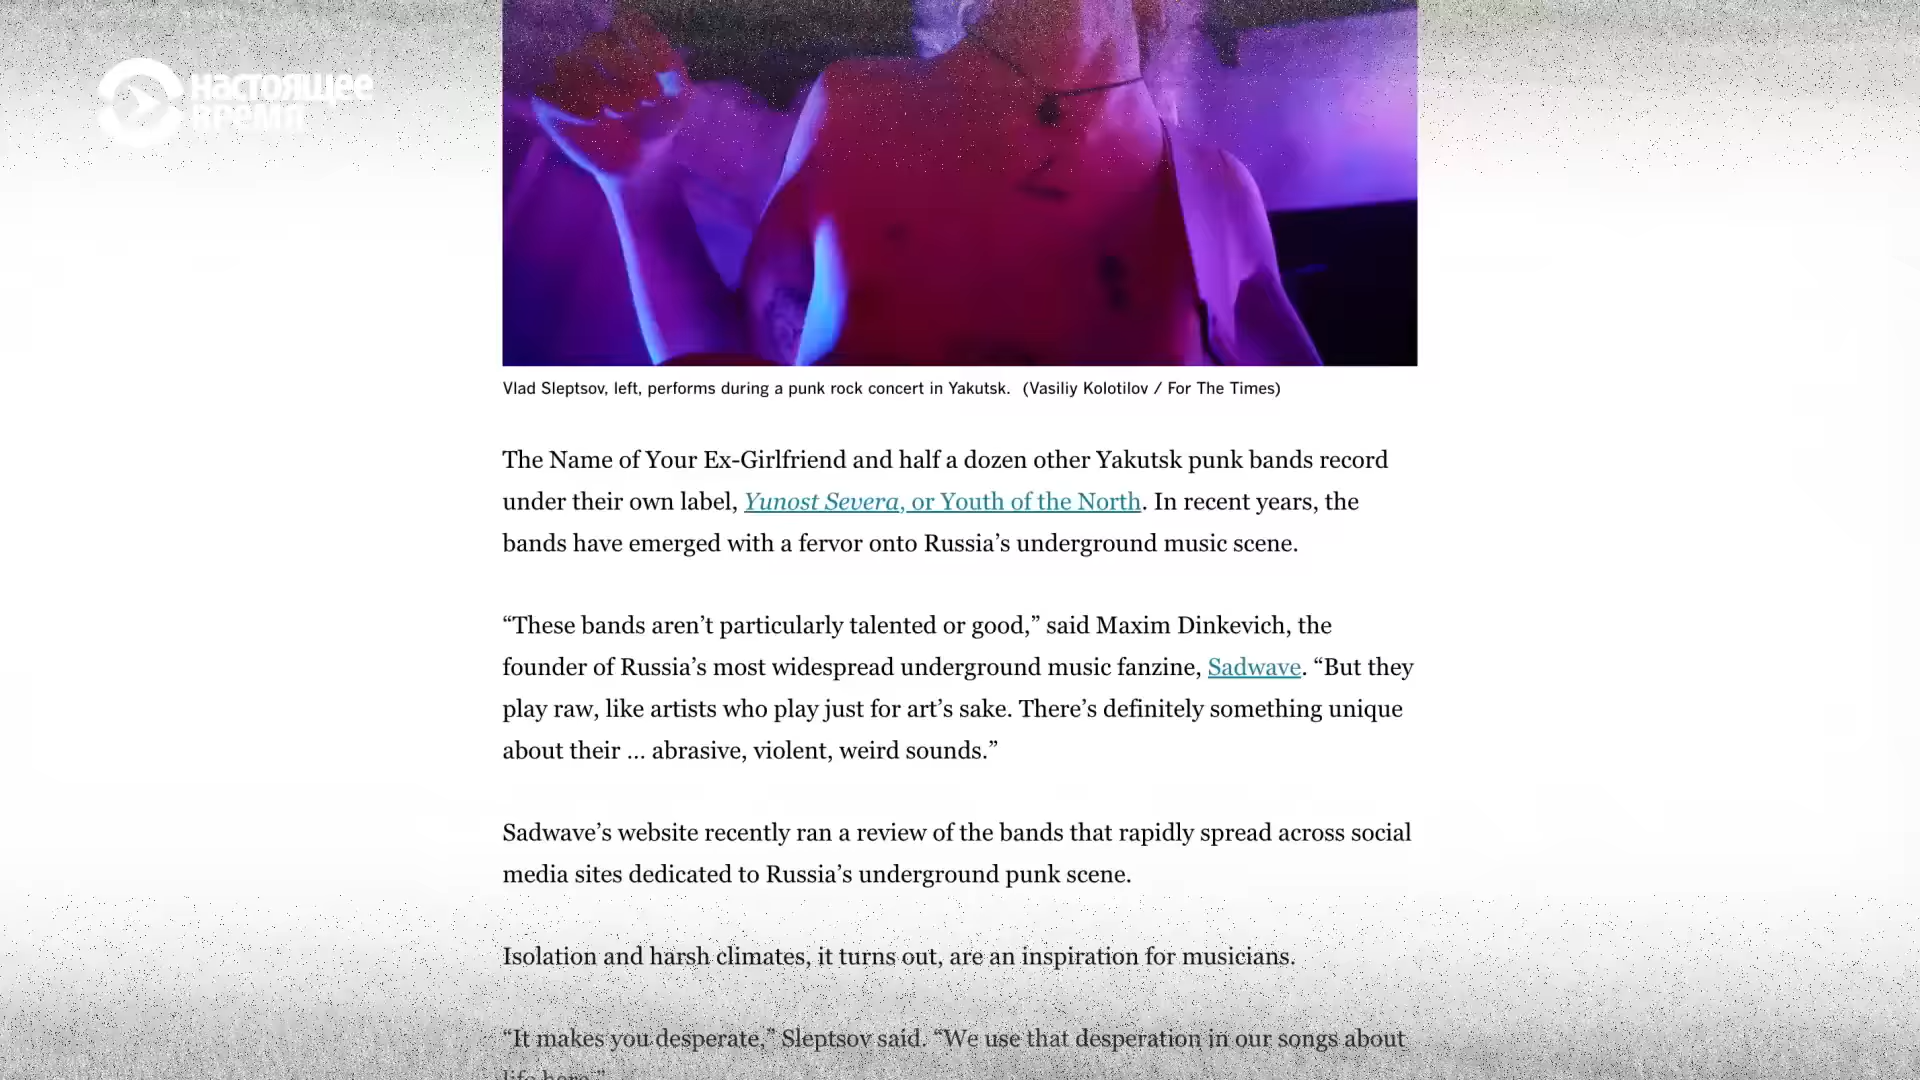 настоящее
время
Vlad Sleptsov, left, performs during a punk rock concert in Yakutsk. (Vasiliy Kolotilov / For The Times)
The Name of Your Ex-Girlfriend and half a dozen other Yakutsk punk bands record
under their own label, Yunost Severa, or Youth of the North. In recent years, the
bands have emerged with a fervor onto Russia’s underground music scene.
“These bands aren’t particularly talented or good,” said Maxim Dinkevich, the
founder of Russia’s most widespread underground music fanzine, Sadwave. “But they
play raw, like artists who play just for art’s sake. There’s definitely something unique
about their … abrasive, violent, weird sounds.”
Sadwave’s website recently ran a review of the bands that rapidly spread across social
media sites dedicated to Russia’s underground punk scene.
Isolation and harsh climates, it turns out, are an inspiration for musicians.
“It makes you desperate,” Sleptsov said. “We use that desperation in our songs about
life here.”